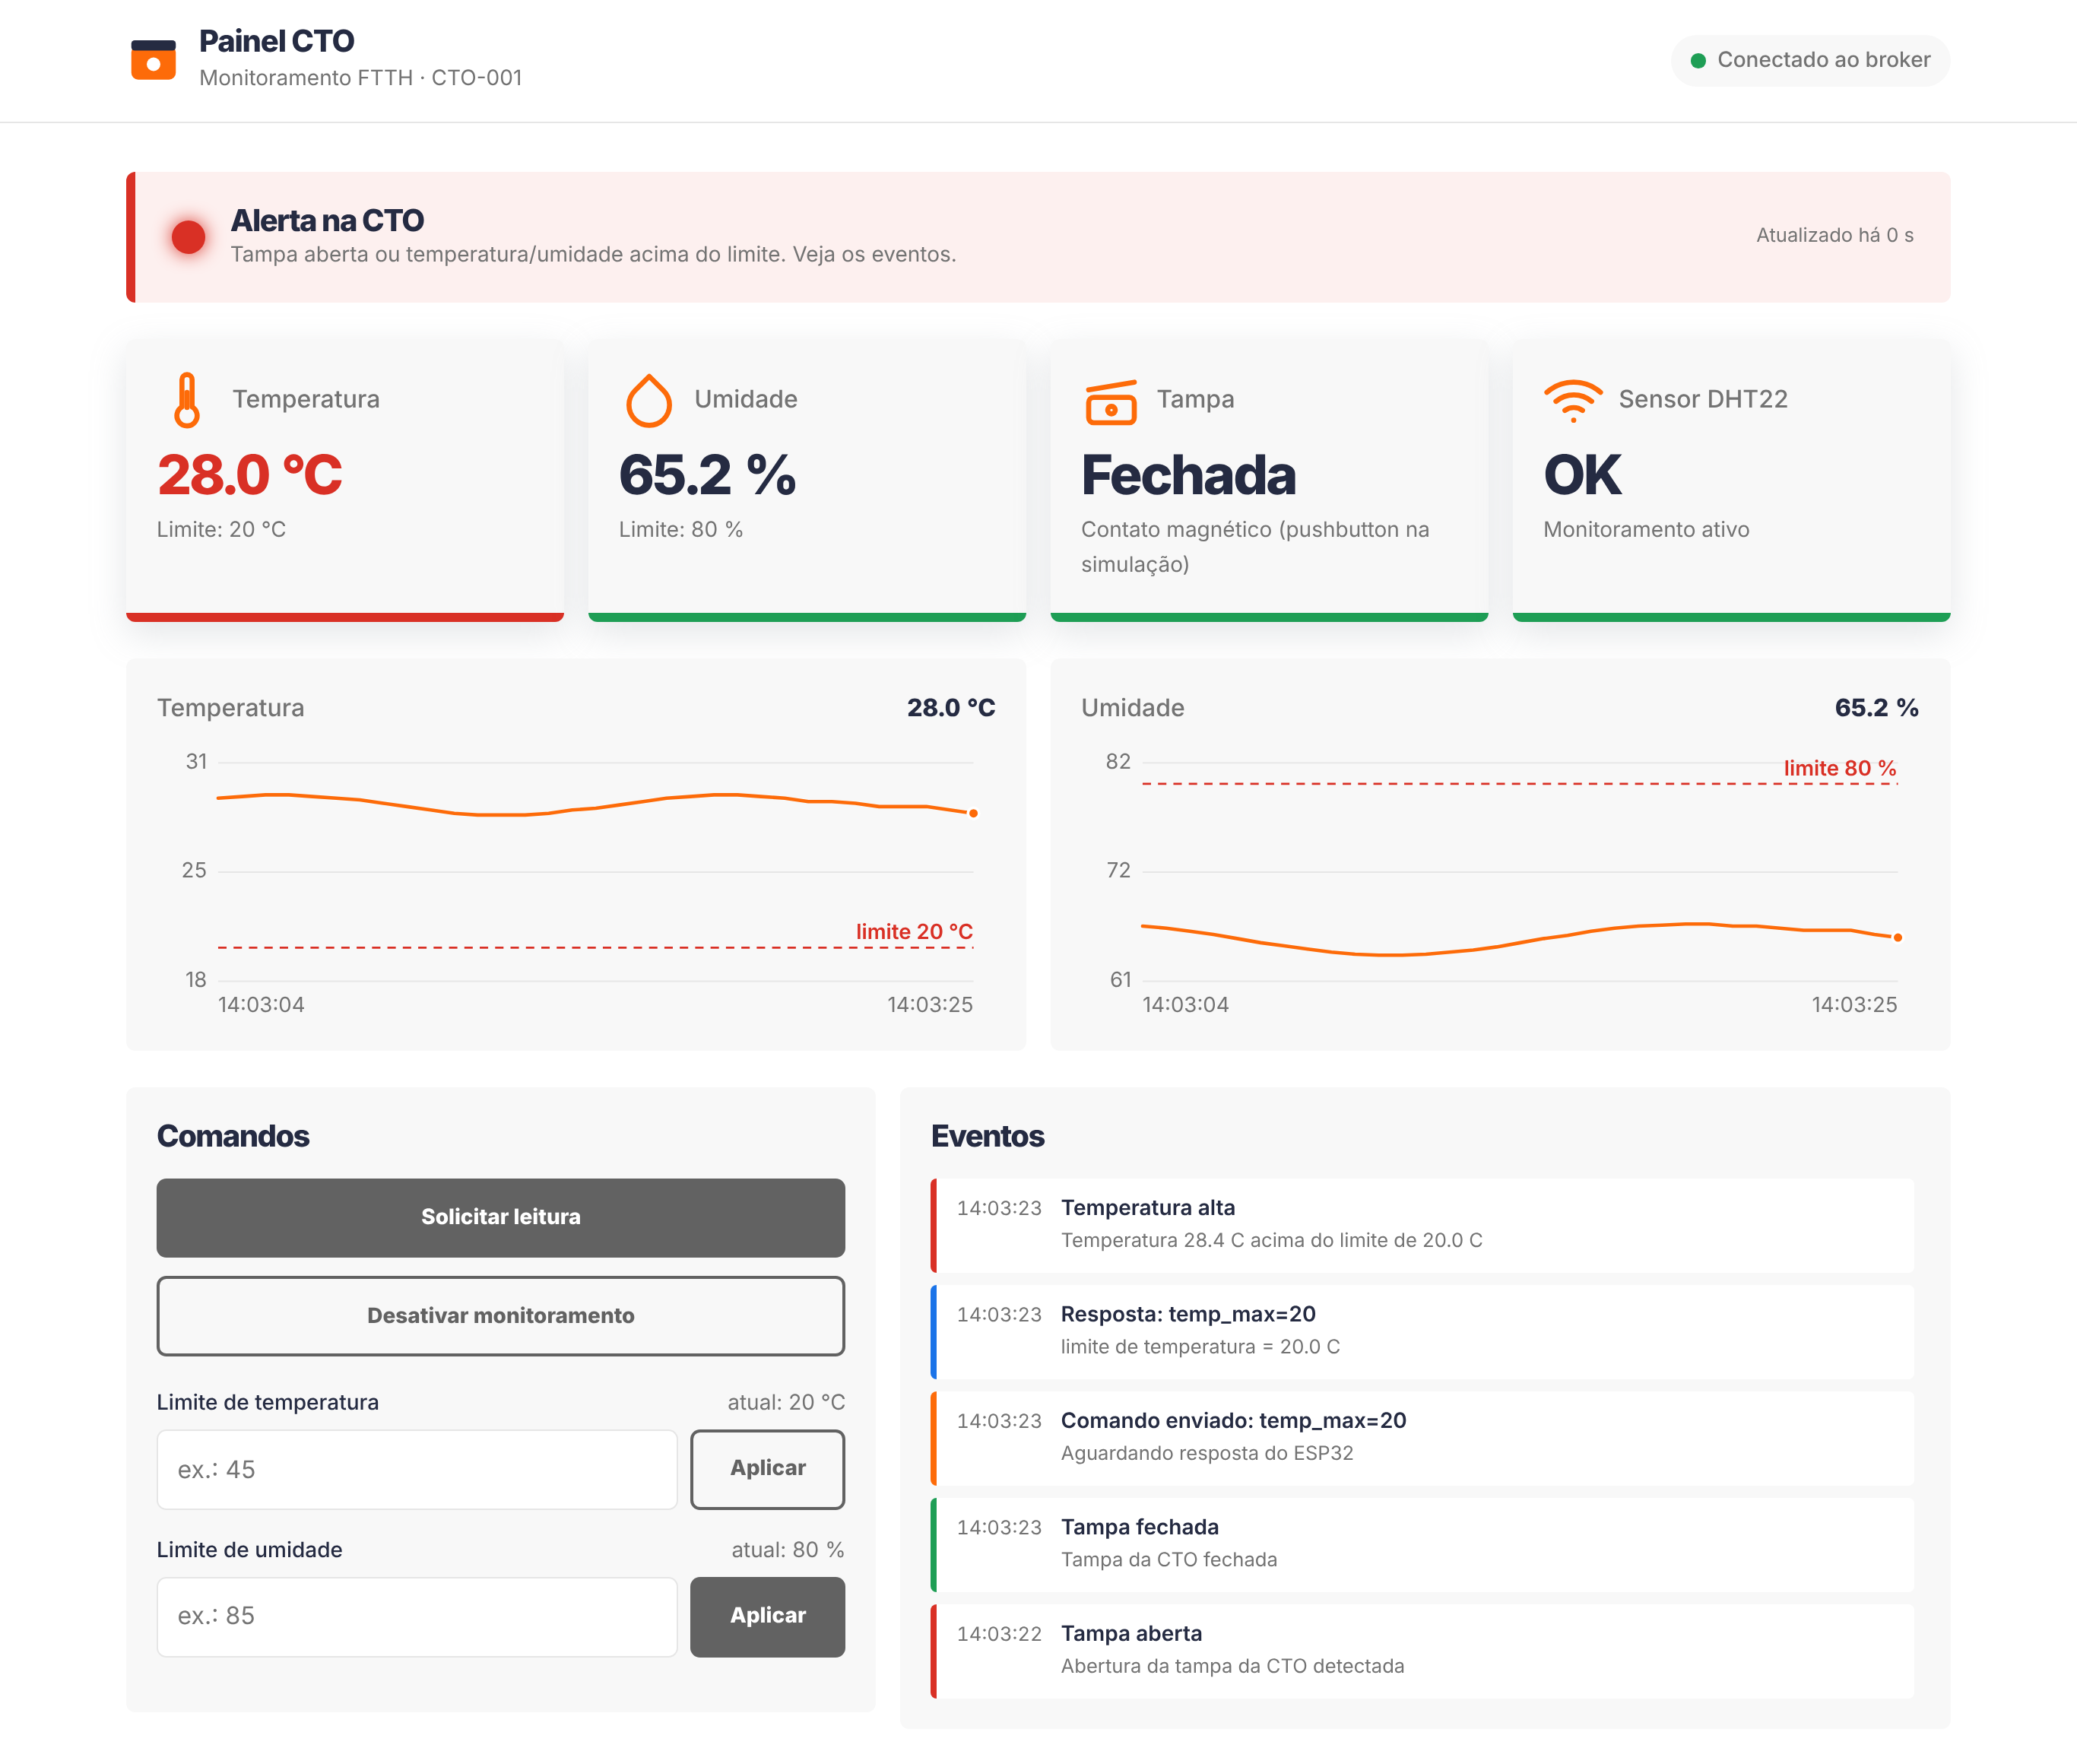 Painel CTO
Monitoramento FTTH · CTO-001
Conectado ao broker
Alerta na CTO
Tampa aberta ou temperatura/umidade acima do limite. Veja os eventos.
Atualizado há 0 s
Temperatura
28.0 °C
Limite: 20 °C
Umidade
65.2 %
Limite: 80 %
Tampa
Fechada
Contato magnético (pushbutton na
simulação)
Sensor DHT22
OK
Monitoramento ativo
Temperatura
28.0 °C
31
25
limite 20 °C
18
14:03:04
14:03:25
Umidade
65.2 %
82
limite 80 %
72
61
14:03:04
14:03:25
Comandos
Solicitar leitura
Desativar monitoramento
Limite de temperatura
atual: 20 °C
ex.: 45
Aplicar
Limite de umidade
atual: 80 %
ex.: 85
Aplicar
Eventos
14:03:23 Temperatura alta
Temperatura 28.4 C acima do limite de 20.0 C
14:03:23 Resposta: temp_max=20
limite de temperatura = 20.0 C
14:03:23 Comando enviado: temp_max=20
Aguardando resposta do ESP32
14:03:23 Tampa fechada
Tampa da CTO fechada
14:03:22 Tampa aberta
Abertura da tampa da CTO detectada